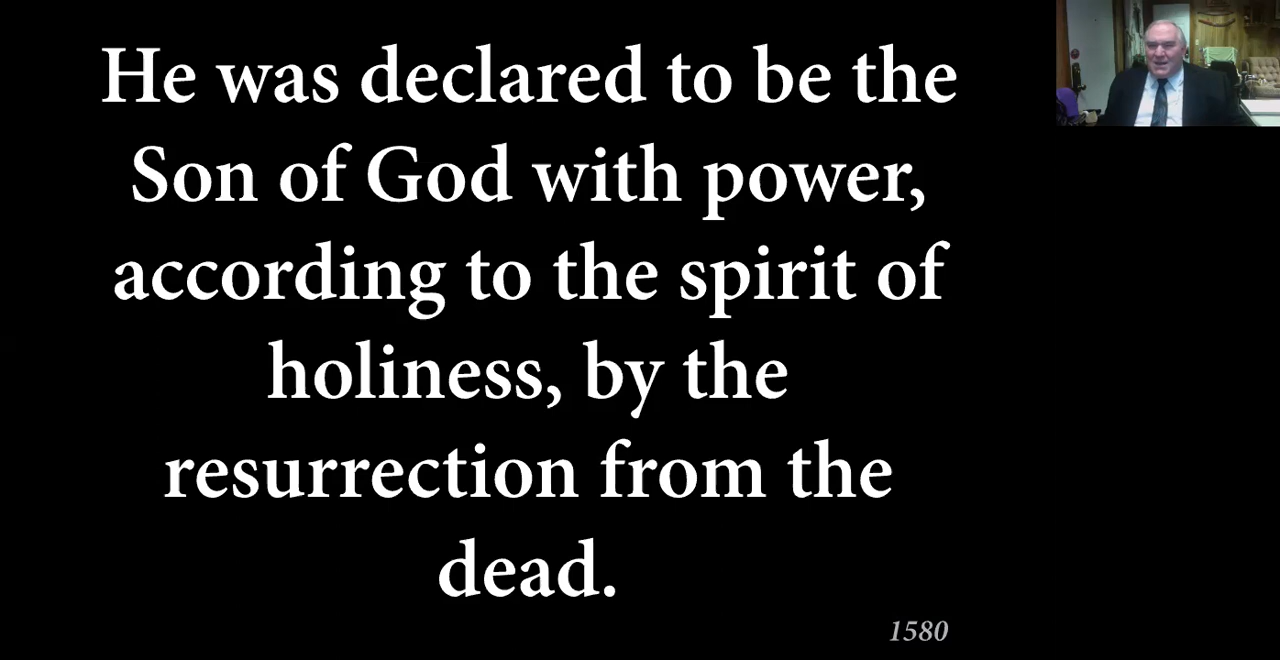 He was declared to be the
Son of God with power,
according to the spirit of
holiness, by the
resurrection from the
dead.
1580